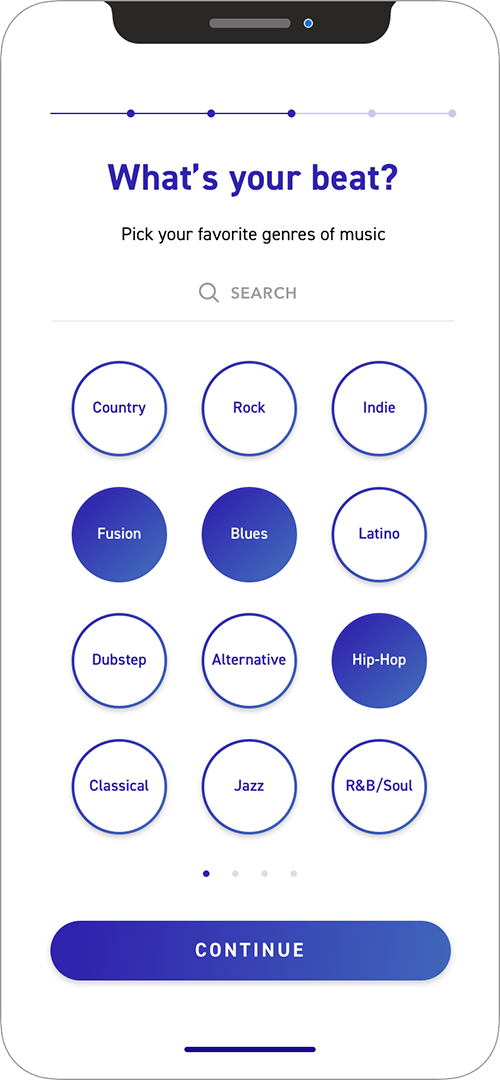 What’s your beat?
Pick your favorite genres of music
SEARCH
Country Rock Indie
Fusion Blues Latino
Dubstep Alternative Hip-Hop
Classical Jazz R&B/Soul
CONTINUE